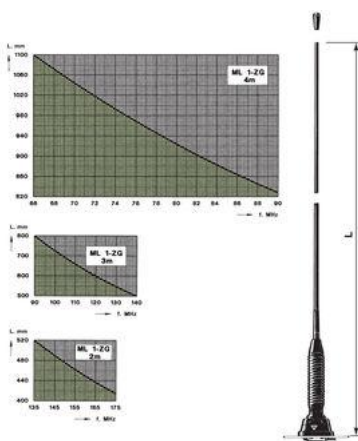 L. mm
1100
1060
1020
980
940
900
860
820
ML 1-ZG
4m
68 70 72 74 76 78 80 82 84 86 88 90
f. MHz
L. mm
800
700
600
500
ML 1-ZG
3m
90 100 110 120 130 140
f. MHz
L. mm
520
480
440
400
ML 1-ZG
2m
135 145 155 165 175
f. MHz
L